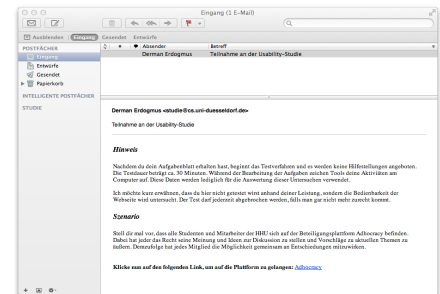 Eingang (1 E-Mail)
Ausblenden Eingang Gesendet Entwürfe
POSTFÄCHER
Eingang
Entwürfe
Gesendet
Papierkorb
INTELLIGENTE POSTFÄCHER
STUDIE
Absender Betreff
Derman Erdogmus Teilnahme an der Usability-Studie
Derman Erdogmus <studie@cs.uni-duesseldorf.de>
Teilnahme an der Usability-Studie
Hinweis
Nachdem du dein Aufgabenblatt erhalten hast, beginnt das Testverfahren und es werden keine Hilfestellungen angeboten.
Die Testdauer beträgt ca. 30 Minuten. Während der Bearbeitung der Aufgaben zeichnen Tools deine Aktiviäten am
Computer auf. Diese Daten werden lediglich für die Auswertung dieser Untersuchen verwendet.
Ich möchte kurz erwähnen, dass du hier nicht getestet wirst anhand deiner Leistung, sondern die Bedienbarkeit der
Webseite wird untersucht. Der Test darf jederzeit abgebrochen werden, falls man gar nicht mehr zurecht kommt.
Szenario
Stell dir mal vor, dass alle Studenten und Mitarbeiter der HHU sich auf der Beteiligungsplattform Adhocracy befinden.
Dabei hat jeder das Recht seine Meinung und Ideen zur Diskussion zu stellen und Vorschläge zu aktuellen Themen zu
äußern. Demzufolge hat jedes Mitglied die Möglichkeit gemeinsam an Entschiedungen mitzuwirken.
Klicke nun auf den folgenden Link, um auf die Plattform zu gelangen: Adhocracy